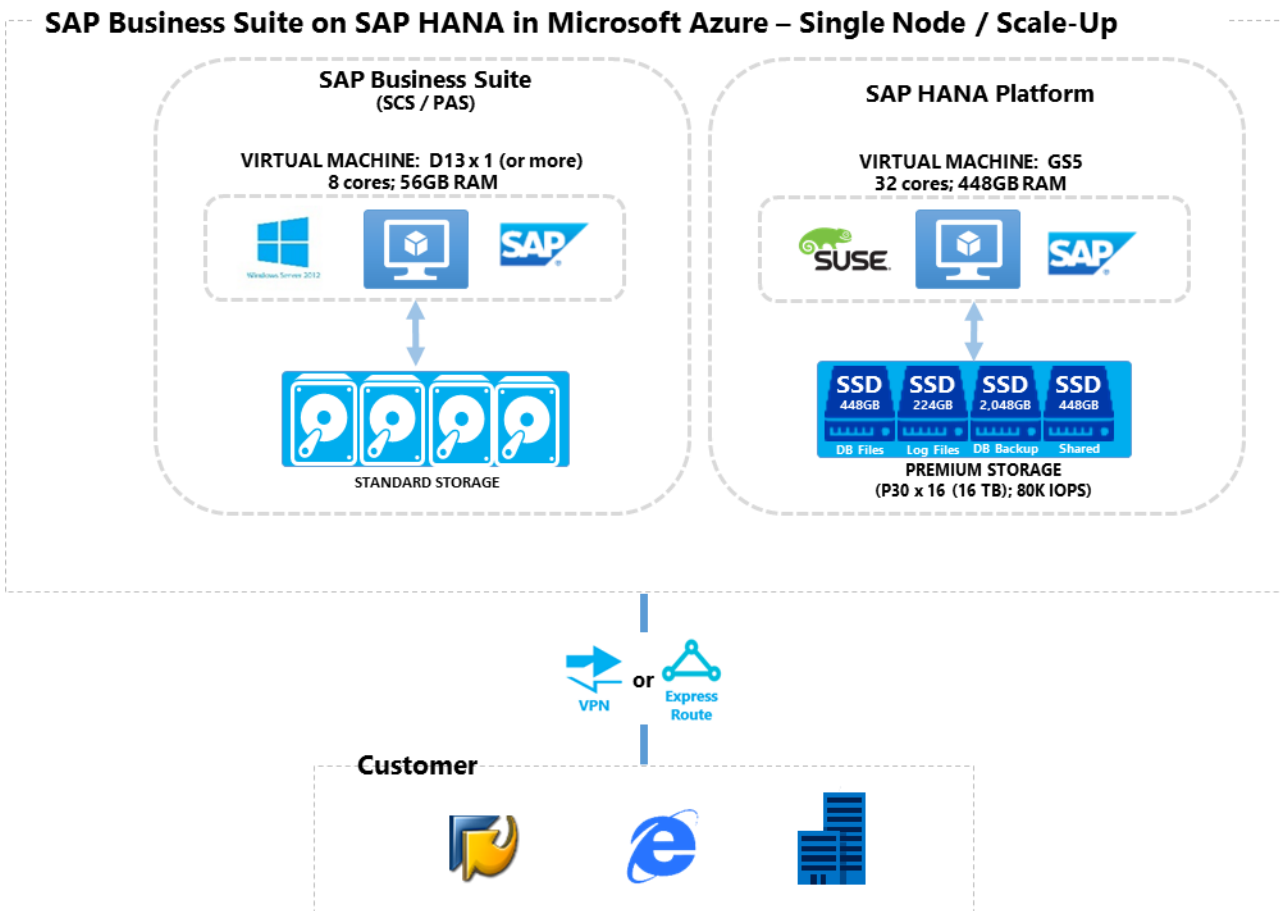 SAP Business Suite on SAP HANA in Microsoft Azure – Single Node / Scale-Up
SAP Business Suite
(SCS / PAS)
VIRTUAL MACHINE: D13 x 1 (or more)
8 cores; 56GB RAM
Windows Server 2012
SAP
®
STANDARD STORAGE
SAP HANA Platform
VIRTUAL MACHINE: GS5
32 cores; 448GB RAM
SUSE.
SAP
®
SSD SSD SSD SSD
448GB 224GB 2,048GB 448GB
DB Files Log Files DB Backup Shared
PREMIUM STORAGE
(P30 x 16 (16 TB); 80K IOPS)
VPN
or
Express
Route
Customer